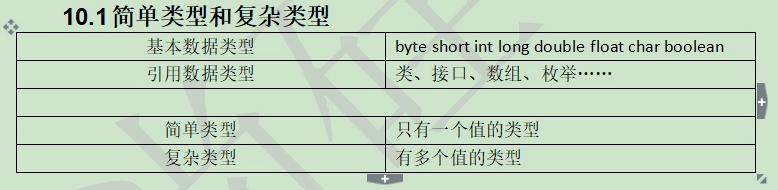 10.1简单类型和复杂类型
基本数据类型 byte short int long double float char boolean
引用数据类型 类、接口、数组、枚举……
简单类型 只有一个值的类型
复杂类型 有多个值的类型